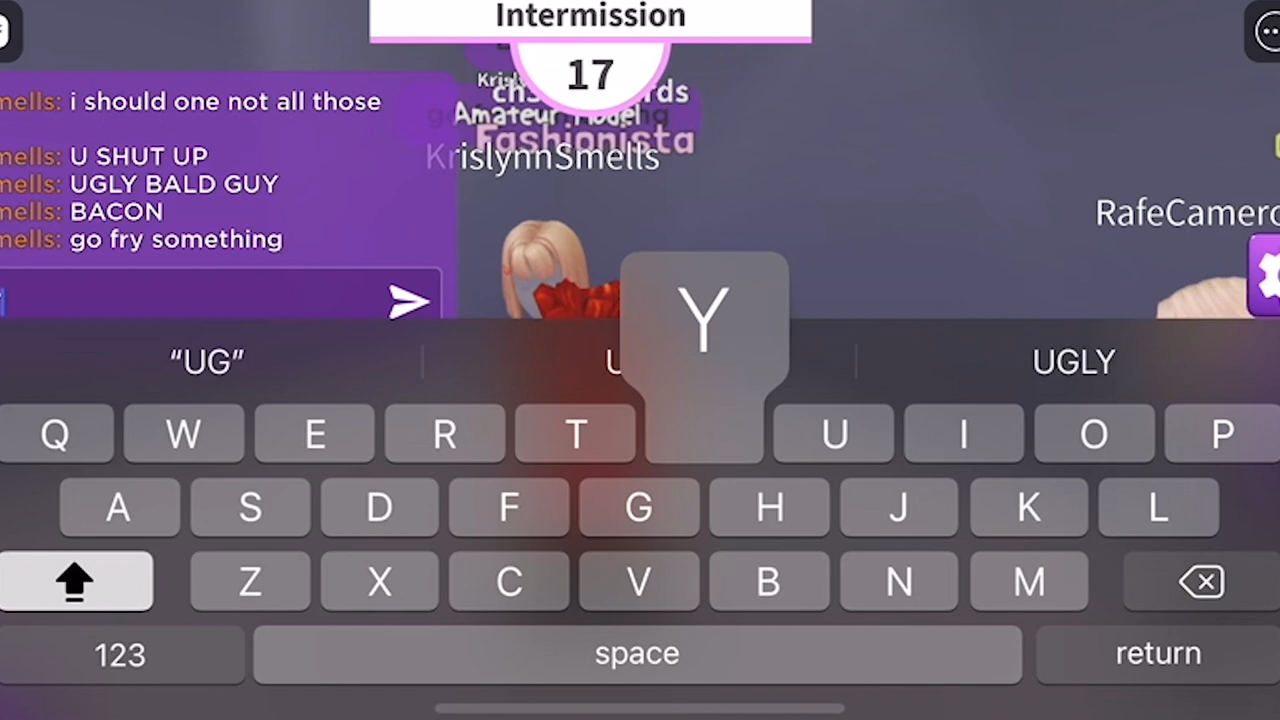 Intermission
17
mells: i should one not all those
mells: U SHUT UP
mells: UGLY BALD GUY
mells: BACON
mells: go fry something
Amateur Model
Fashionista
KrislynnSmells
RafeCamero
“UG”
UGLY
Y
Q W E R T U I O P
A S D F G H J K L
Z X C V B N M
123 space return